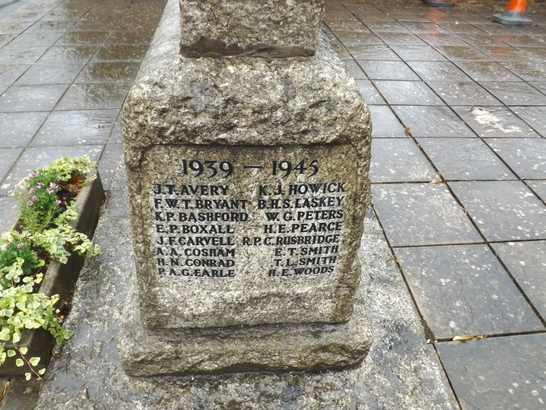 1939 – 1945
J.T. AVERY K.J. HOWICK
F.W.T. BRYANT B.H.S. LASKEY
K.P. BASHFORD W.G. PETERS
E.P. BOXALL H.E. PEARCE
J.F. CARVELL R.P.C. RUSBRIDGE
A.A. COSHAM E.T. SMITH
H.N. CONRAD T.L. SMITH
P.A.G. EARLE H.E. WOODS